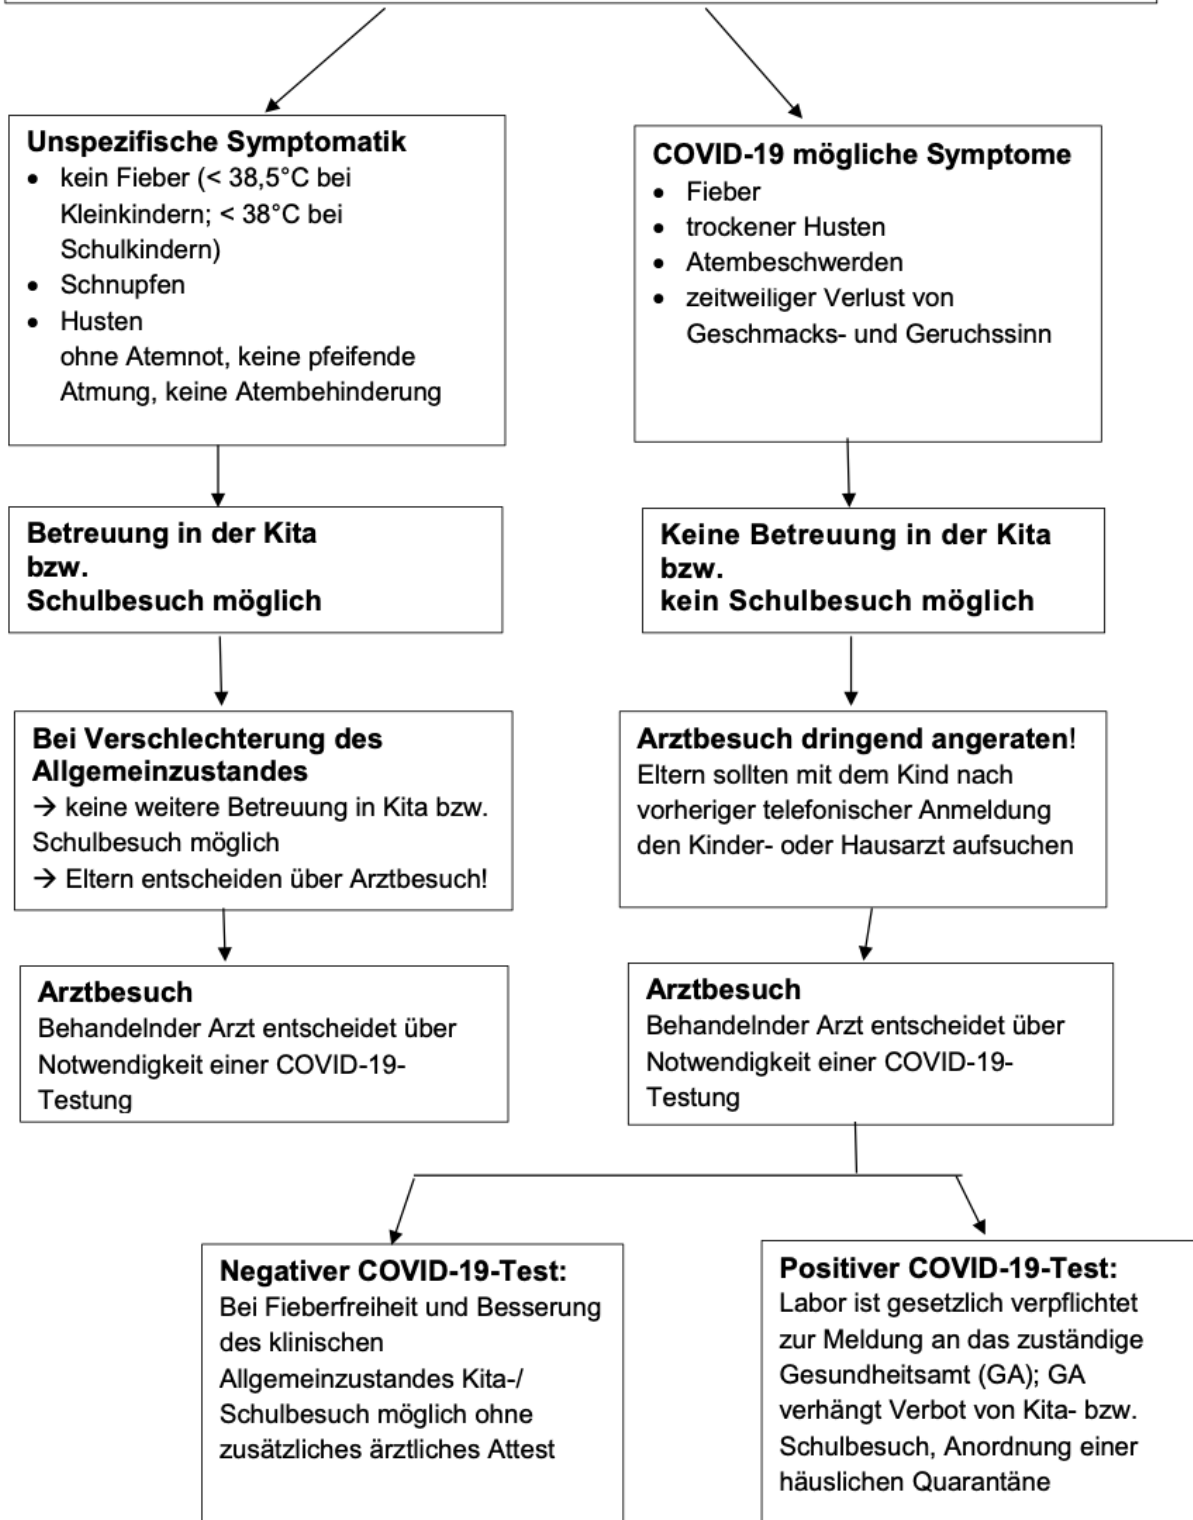 Unspezifische Symptomatik
• kein Fieber (< 38,5°C bei
Kleinkindern; < 38°C bei
Schulkindern)
• Schnupfen
• Husten
ohne Atemnot, keine pfeifende
Atmung, keine Atembehinderung
COVID-19 mögliche Symptome
• Fieber
• trockener Husten
• Atembeschwerden
• zeitweiliger Verlust von
Geschmacks- und Geruchssinn
Betreuung in der Kita
bzw.
Schulbesuch möglich
Keine Betreuung in der Kita
bzw.
kein Schulbesuch möglich
Bei Verschlechterung des
Allgemeinzustandes
→ keine weitere Betreuung in Kita bzw.
Schulbesuch möglich
→ Eltern entscheiden über Arztbesuch!
Arztbesuch dringend angeraten!
Eltern sollten mit dem Kind nach
vorheriger telefonischer Anmeldung
den Kinder- oder Hausarzt aufsuchen
Arztbesuch
Behandelnder Arzt entscheidet über
Notwendigkeit einer COVID-19-
Testung
Arztbesuch
Behandelnder Arzt entscheidet über
Notwendigkeit einer COVID-19-
Testung
Negativer COVID-19-Test:
Bei Fieberfreiheit und Besserung
des klinischen
Allgemeinzustandes Kita-/
Schulbesuch möglich ohne
zusätzliches ärztliches Attest
Positiver COVID-19-Test:
Labor ist gesetzlich verpflichtet
zur Meldung an das zuständige
Gesundheitsamt (GA); GA
verhängt Verbot von Kita- bzw.
Schulbesuch, Anordnung einer
häuslichen Quarantäne